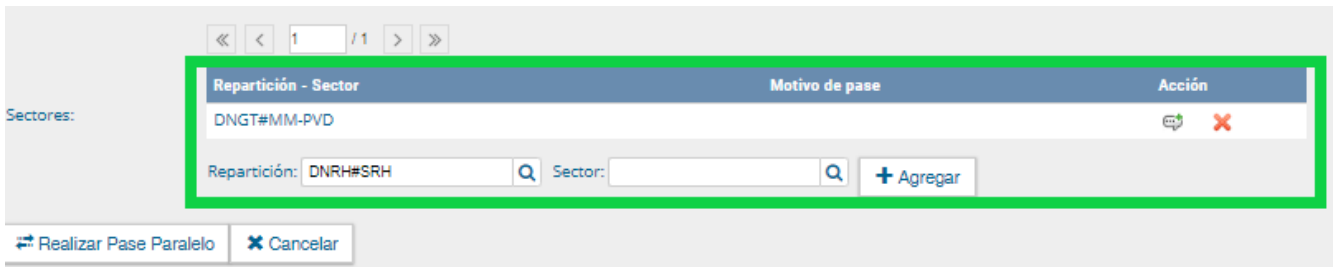 1 / 1
Repartición - Sector Motivo de pase Acción
Sectores:
DNGT#MM-PVD
Repartición: DNRH#SRH Sector: Agregar
Realizar Pase Paralelo Cancelar